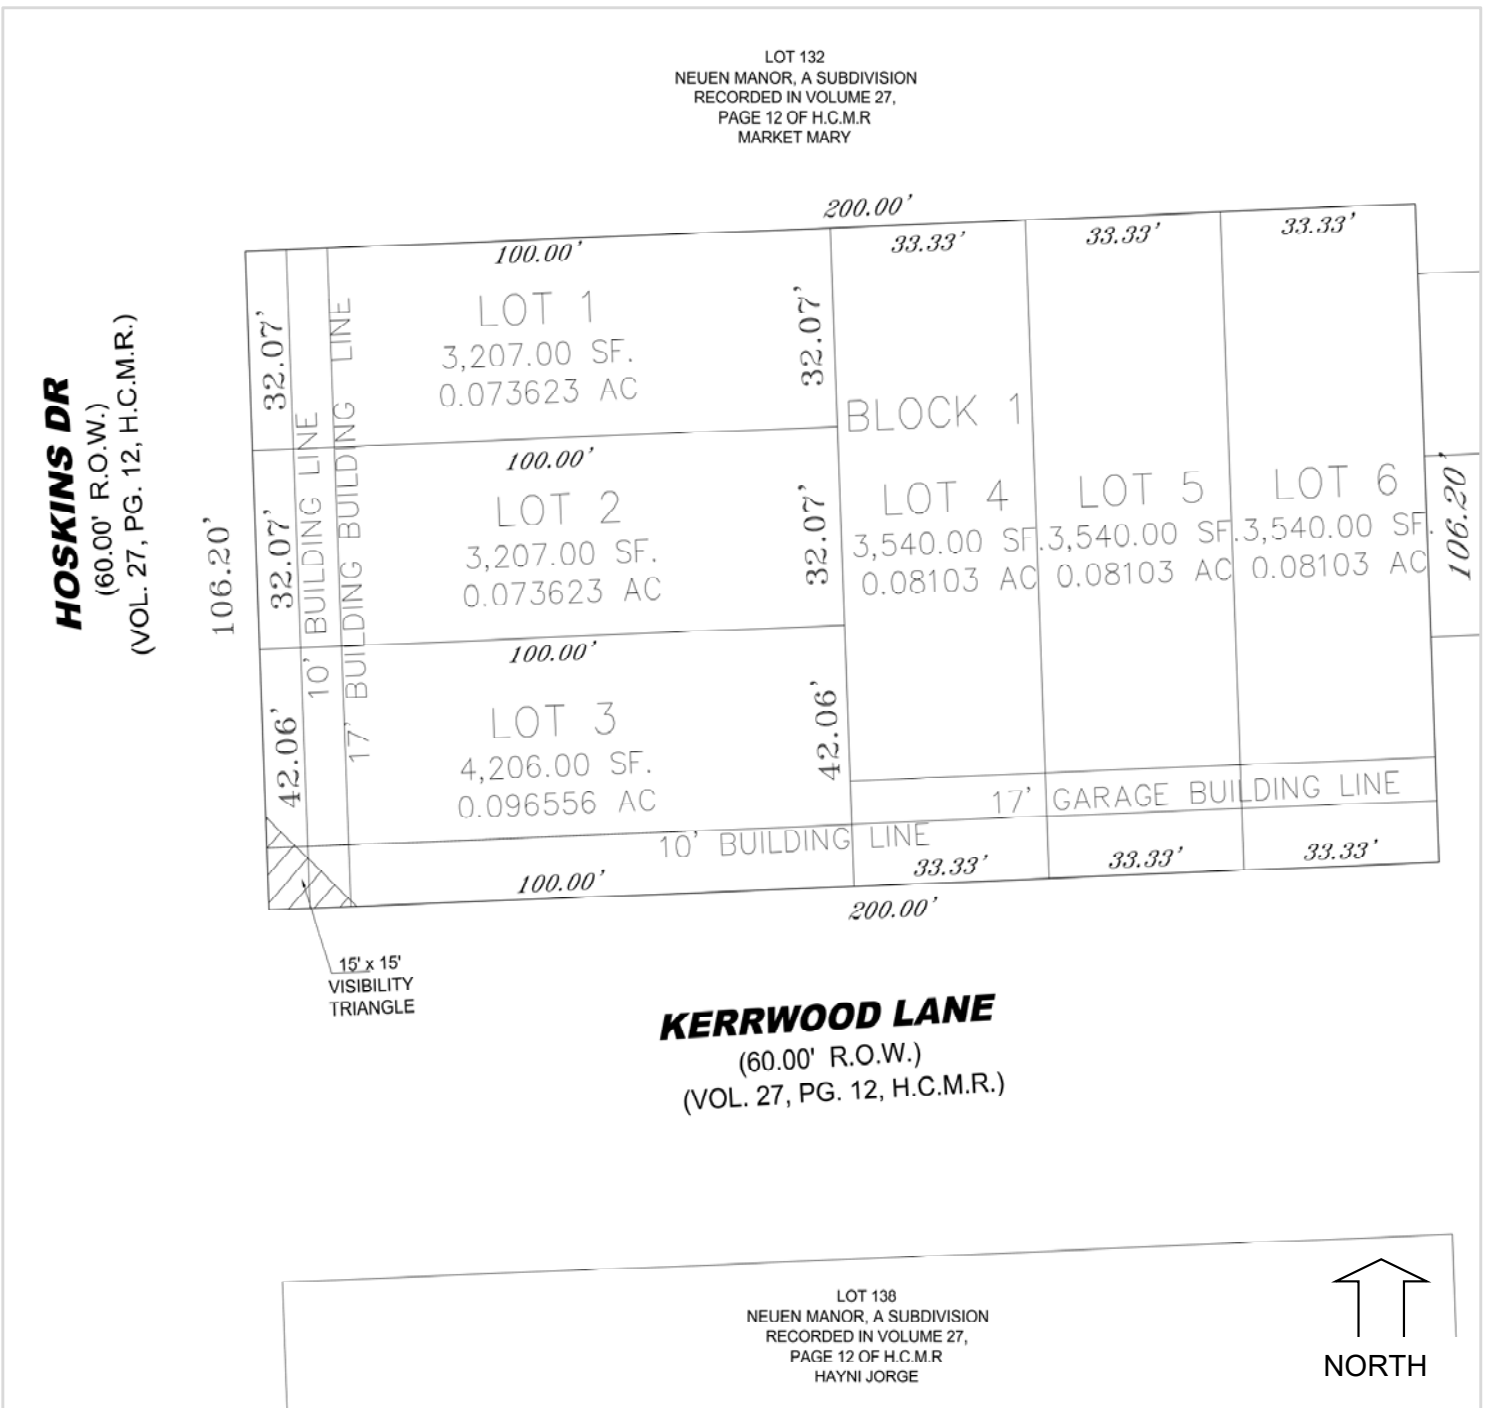 LOT 132
NEUEN MANOR, A SUBDIVISION
RECORDED IN VOLUME 27,
PAGE 12 OF H.C.M.R
MARKET MARY
200.00'
100.00'
33.33'
33.33'
33.33'
HOSKINS DR
(60.00' R.O.W.)
(VOL. 27, PG. 12, H.C.M.R.)
106.20'
32.07'
32.07'
42.06'
10' BUILDING LINE
17' BUILDING BUILDING LINE
LOT 1
3,207.00 SF.
0.073623 AC
32.07'
100.00'
LOT 2
3,207.00 SF.
0.073623 AC
32.07'
100.00'
LOT 3
4,206.00 SF.
0.096556 AC
42.06'
BLOCK 1
LOT 4
3,540.00 SF.
0.08103 AC
LOT 5
3,540.00 SF.
0.08103 AC
LOT 6
3,540.00 SF.
0.08103 AC
106.20'
17' GARAGE BUILDING LINE
10' BUILDING LINE
100.00'
33.33'
33.33'
33.33'
200.00'
15' x 15'
VISIBILITY
TRIANGLE
KERRWOOD LANE
(60.00' R.O.W.)
(VOL. 27, PG. 12, H.C.M.R.)
LOT 138
NEUEN MANOR, A SUBDIVISION
RECORDED IN VOLUME 27,
PAGE 12 OF H.C.M.R
HAYNI JORGE
NORTH